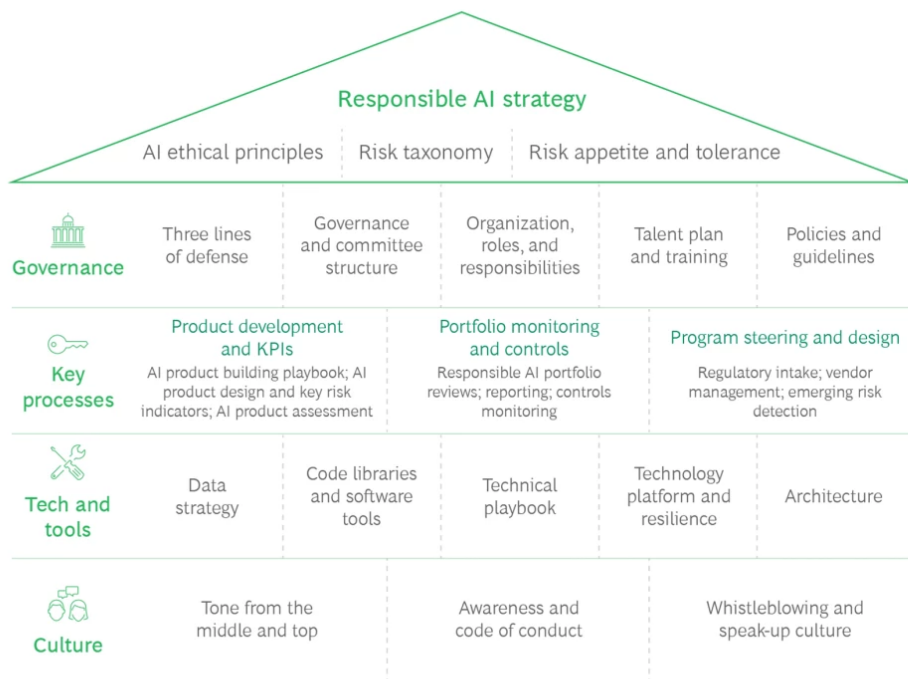 Responsible AI strategy
AI ethical principles
Risk taxonomy
Risk appetite and tolerance
Governance
Three lines
of defense
Governance
and committee
structure
Organization,
roles, and
responsibilities
Talent plan
and training
Policies and
guidelines
Key
processes
Product development
and KPIs
AI product building playbook; AI
product design and key risk
indicators; AI product assessment
Portfolio monitoring
and controls
Responsible AI portfolio
reviews; reporting; controls
monitoring
Program steering and design
Regulatory intake; vendor
management; emerging risk
detection
Tech and
tools
Data
strategy
Code libraries
and software
tools
Technical
playbook
Technology
platform and
resilience
Architecture
Culture
Tone from the
middle and top
Awareness and
code of conduct
Whistleblowing and
speak-up culture